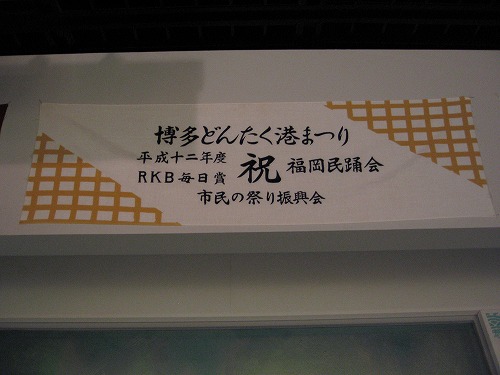 博多どんたく港まつり
平成十二年度
RKB毎日賞
祝
福岡民踊会
市民の祭り振興会